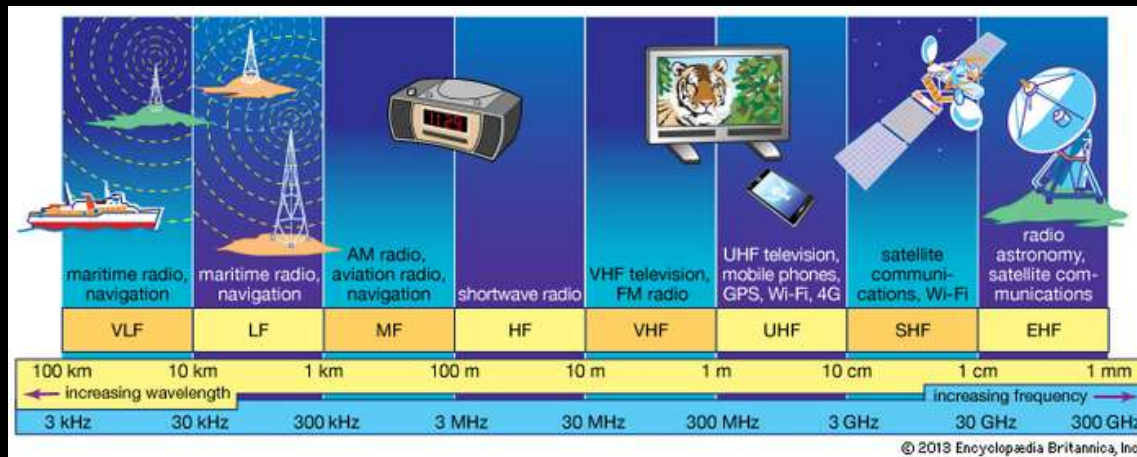 11:29
maritime radio,
navigation
maritime radio,
navigation
AM radio,
aviation radio,
navigation
shortwave radio
VHF television,
FM radio
UHF television,
mobile phones,
GPS, Wi-Fi, 4G
satellite
communi-
cations, Wi-Fi
radio
astronomy,
satellite com-
munications
VLF LF MF HF VHF UHF SHF EHF
100 km 10 km 1 km 100 m 10 m 1 m 10 cm 1 cm 1 mm
increasing wavelength increasing frequency
3 kHz 30 kHz 300 kHz 3 MHz 30 MHz 300 MHz 3 GHz 30 GHz 300 GHz
© 2013 Encyclopædia Britannica, Inc